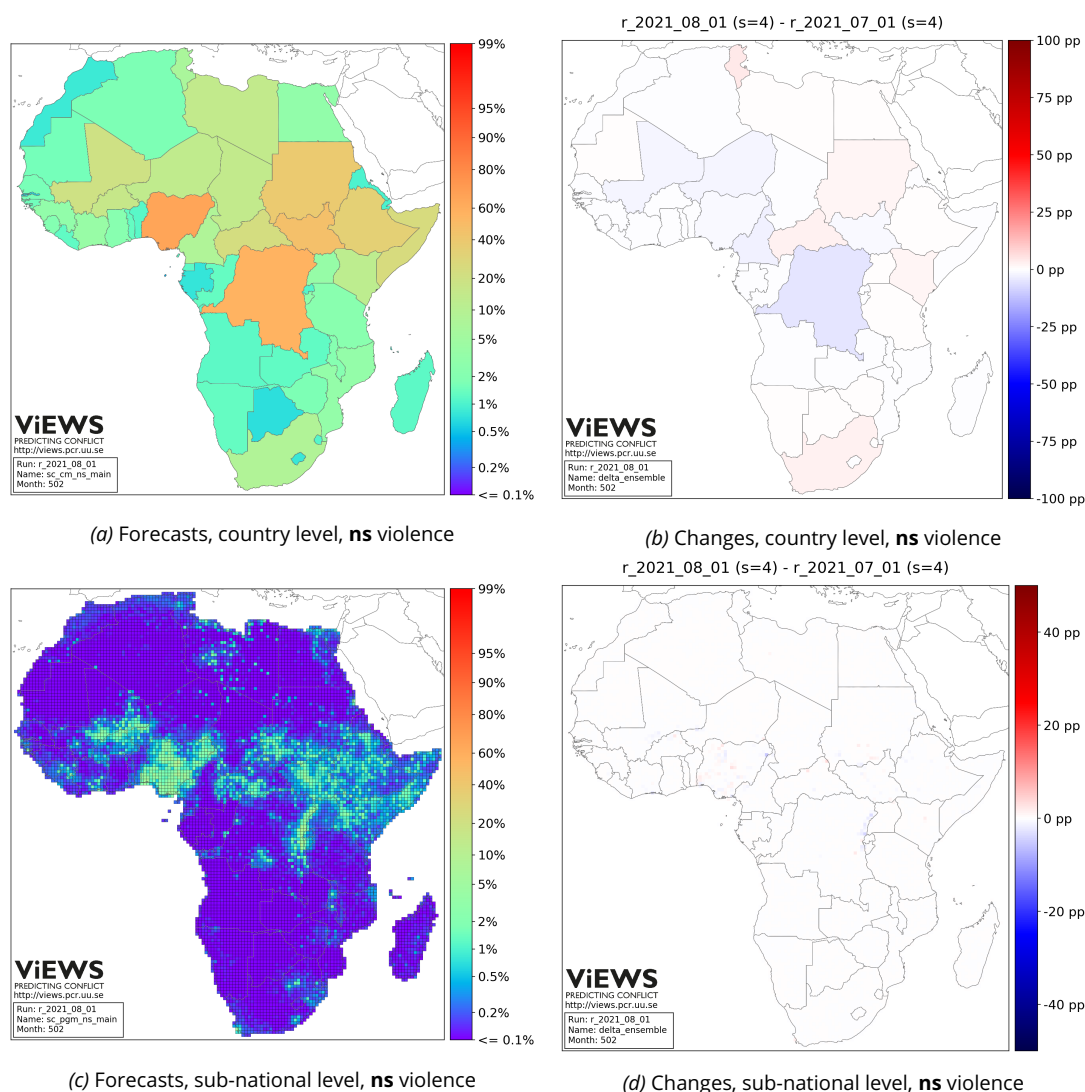 r_2021_08_01 (s=4) - r_2021_07_01 (s=4)
99%
95%
90%
80%
60%
40%
20%
10%
5%
2%
1%
0.5%
0.2%
<= 0.1%
ViEWS
PREDICTING CONFLICT
http://views.pcr.uu.se
Run: r_2021_08_01
Name: sc_cm_ns_main
Month: 502
100 pp
75 pp
50 pp
25 pp
0 pp
-25 pp
-50 pp
-75 pp
-100 pp
ViEWS
PREDICTING CONFLICT
http://views.pcr.uu.se
Run: r_2021_08_01
Name: delta_ensemble
Month: 502
(a) Forecasts, country level, ns violence
(b) Changes, country level, ns violence
r_2021_08_01 (s=4) - r_2021_07_01 (s=4)
99%
95%
90%
80%
60%
40%
20%
10%
5%
2%
1%
0.5%
0.2%
<= 0.1%
ViEWS
PREDICTING CONFLICT
http://views.pcr.uu.se
Run: r_2021_08_01
Name: sc_pgm_ns_main
Month: 502
40 pp
20 pp
0 pp
-20 pp
-40 pp
ViEWS
PREDICTING CONFLICT
http://views.pcr.uu.se
Run: r_2021_08_01
Name: delta_ensemble
Month: 502
(c) Forecasts, sub-national level, ns violence
(d) Changes, sub-national level, ns violence